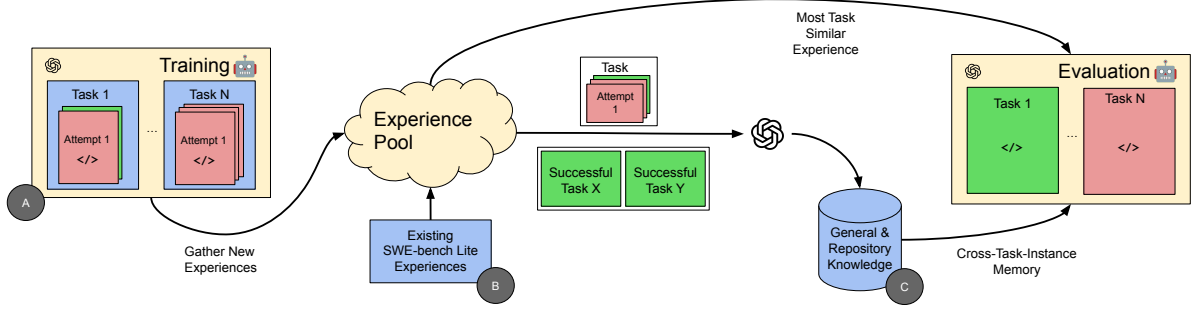 Training
Task 1
Attempt 1
</>
...
Task N
Attempt 1
</>
A
Gather New
Experiences
Experience
Pool
Existing
SWE-bench Lite
Experiences
B
Task
Attempt
1
Successful
Task X
Successful
Task Y
Most Task
Similar
Experience
General &
Repository
Knowledge
C
Cross-Task-Instance
Memory
Evaluation
Task 1
</>
...
Task N
</>